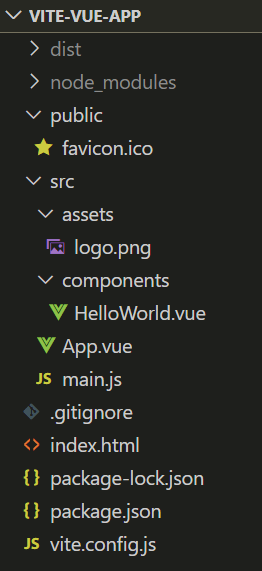 VITE-VUE-APP
dist
node_modules
public
favicon.ico
src
assets
logo.png
components
HelloWorld.vue
App.vue
JS main.js
.gitignore
index.html
package-lock.json
package.json
JS vite.config.js